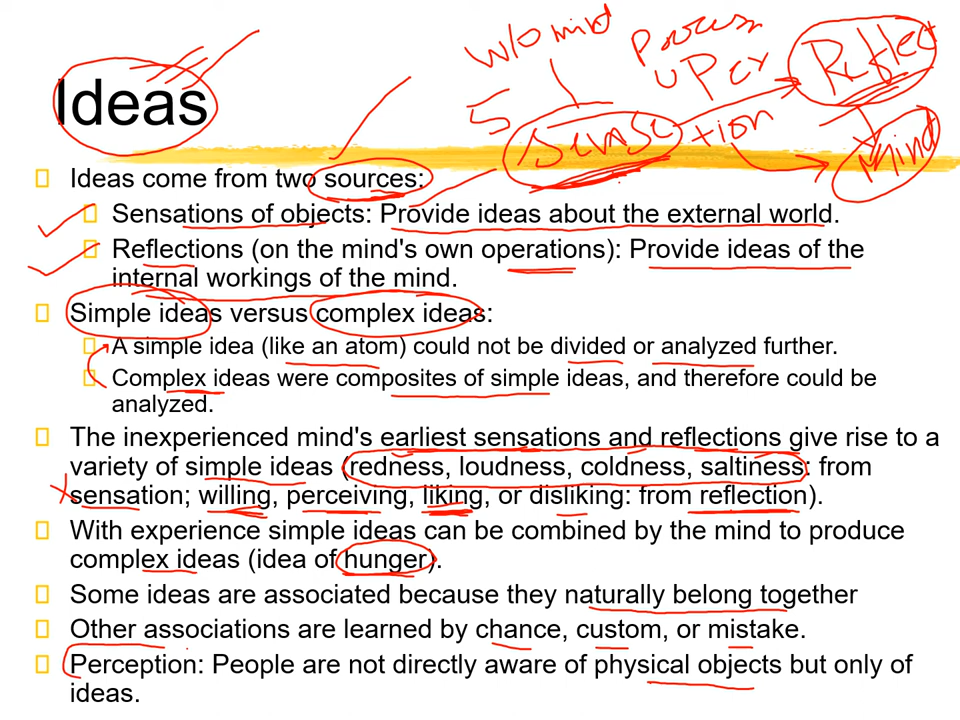 w/o mind
Process
UP
5
Sense
Reflect
tion
Mind
Ideas
Ideas come from two sources:
Sensations of objects: Provide ideas about the external world.
Reflections (on the mind's own operations): Provide ideas of the
internal workings of the mind.
Simple ideas versus complex ideas:
A simple idea (like an atom) could not be divided or analyzed further.
Complex ideas were composites of simple ideas, and therefore could be
analyzed.
The inexperienced mind's earliest sensations and reflections give rise to a
variety of simple ideas (redness, loudness, coldness, saltiness: from
sensation; willing, perceiving, liking, or disliking: from reflection).
With experience simple ideas can be combined by the mind to produce
complex ideas (idea of hunger).
Some ideas are associated because they naturally belong together
Other associations are learned by chance, custom, or mistake.
Perception: People are not directly aware of physical objects but only of
ideas.